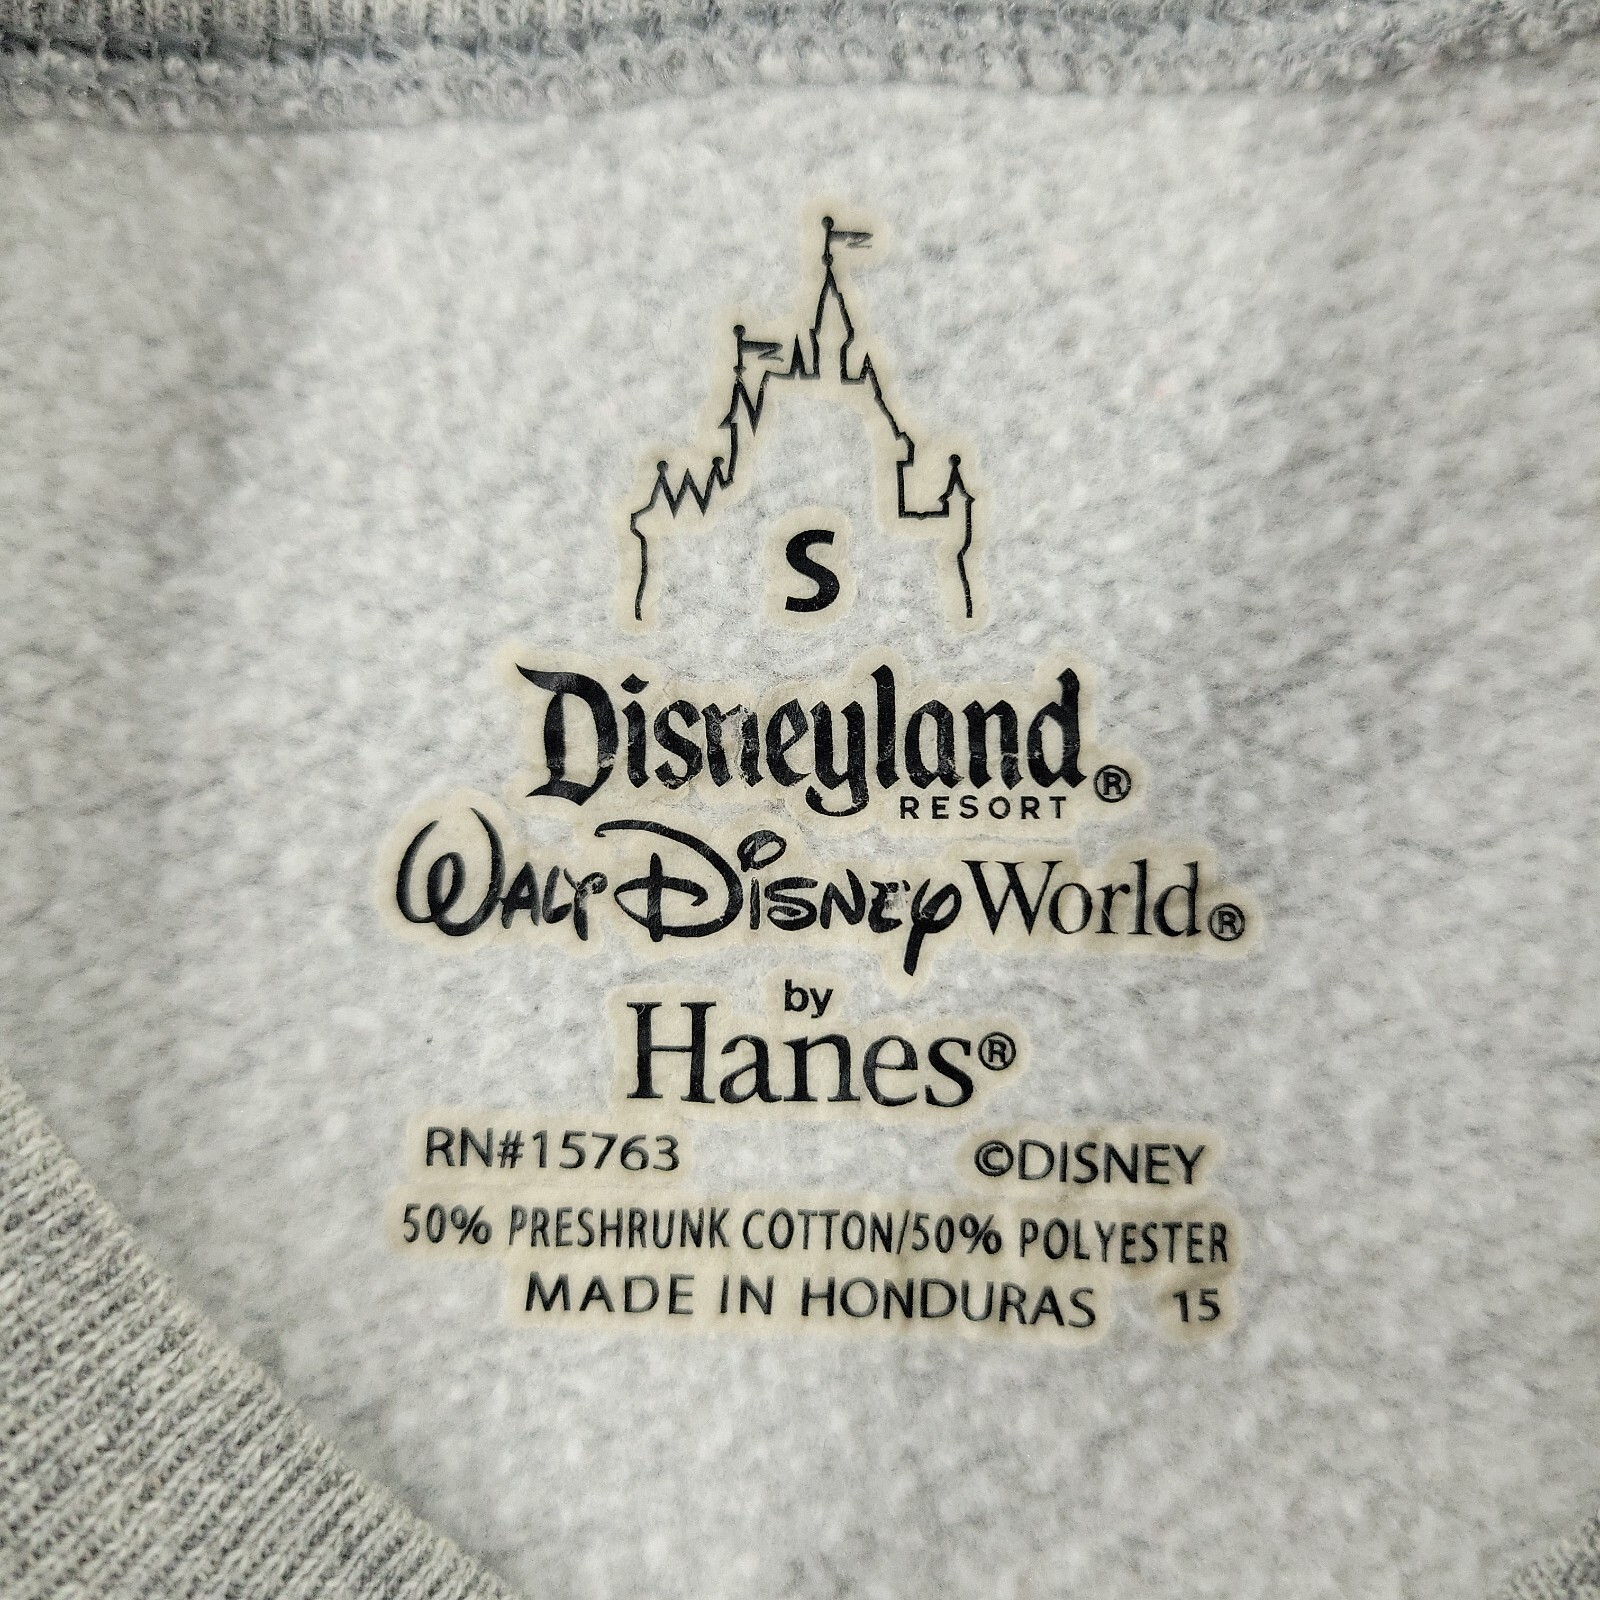 S
Disneyland®
RESORT
WALT DISNEY World®
by
Hanes®
RN#15763 ©DISNEY
50% PRESHRUNK COTTON/50% POLYESTER
MADE IN HONDURAS 15